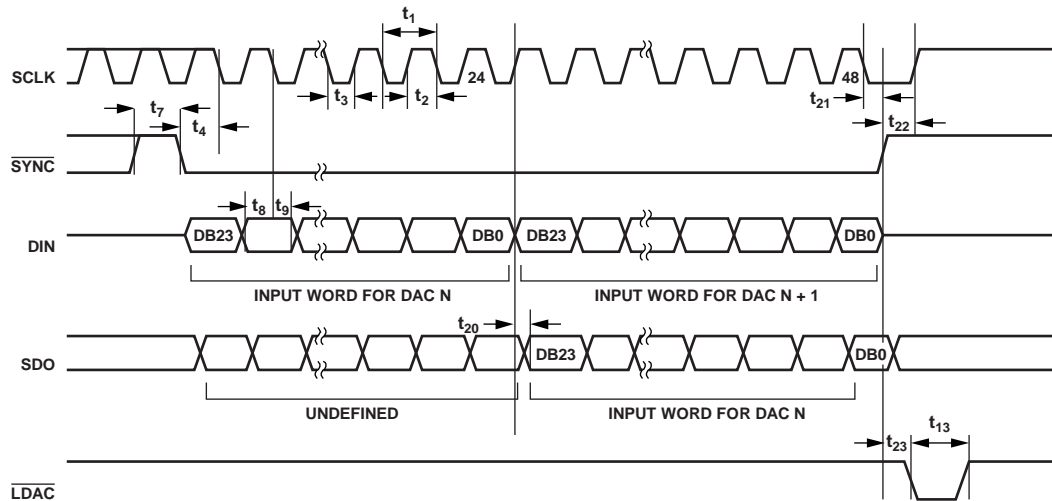 t1
SCLK
24
48
t3
t2
t21
t7
t4
t22
SYNC
t8
t9
DIN
DB23
DB0
DB23
DB0
INPUT WORD FOR DAC N
INPUT WORD FOR DAC N + 1
t20
SDO
DB23
DB0
UNDEFINED
INPUT WORD FOR DAC N
t23
t13
LDAC